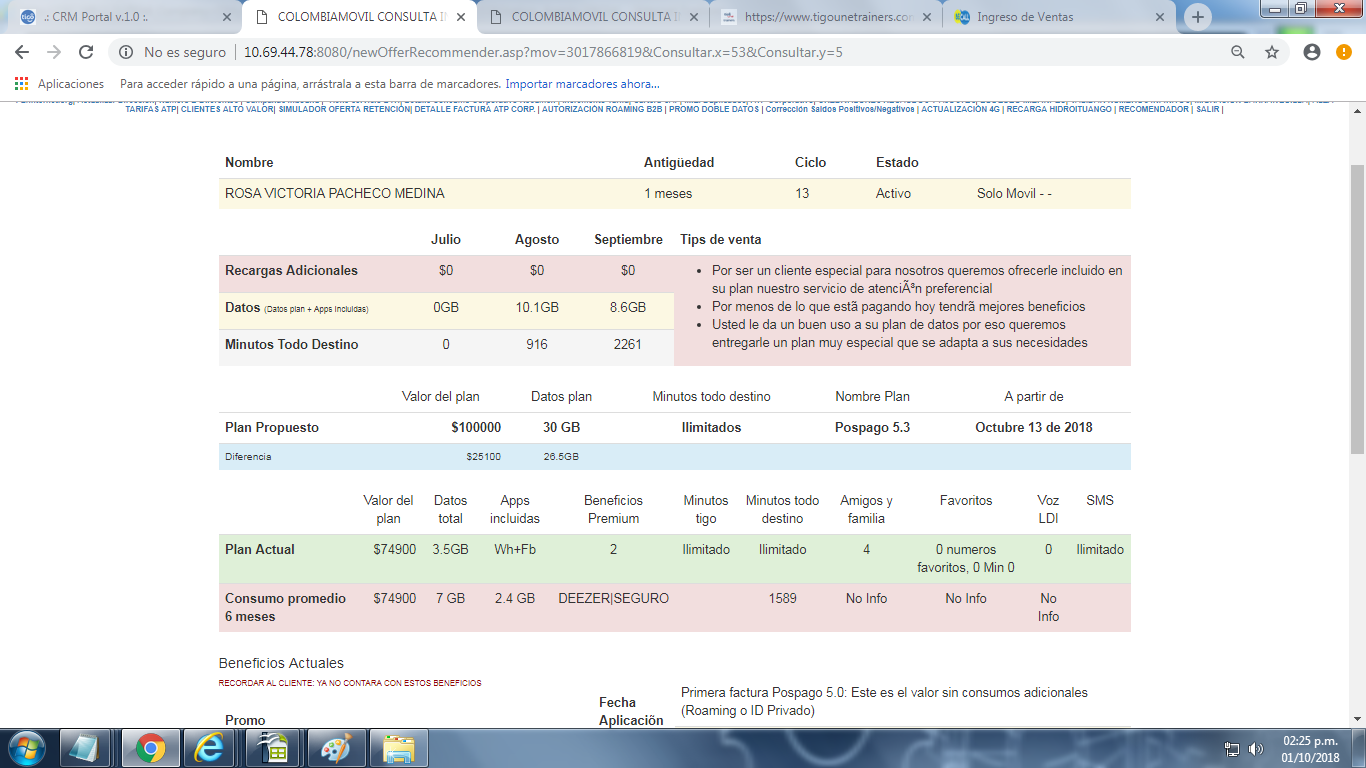 .: CRM Portal v.1.0 :.
COLOMBIAMOVIL CONSULTA I
COLOMBIAMOVIL CONSULTA I
https://www.tigounetrainers.co
Ingreso de Ventas
No es seguro | 10.69.44.78:8080/newOfferRecommender.asp?mov=3017866819&Consultar.x=53&Consultar.y=5
Aplicaciones Para acceder rápido a una página, arrástrala a esta barra de marcadores. Importar marcadores ahora...
TARIFAS ATP| CLIENTES ALTO VALOR| SIMULADOR OFERTA RETENCIÓN| DETALLE FACTURA ATP CORP. | AUTORIZACIÓN ROAMING B2B | PROMO DOBLE DATOS | Corrección Saldos Positivos/Negativos | ACTUALIZACIÓN 4G | RECARGA HIDROITUANGO | RECOMENDADOR | SALIR |
Nombre Antigüedad Ciclo Estado
ROSA VICTORIA PACHECO MEDINA 1 meses 13 Activo Solo Movil - -
Julio Agosto Septiembre Tips de venta
Recargas Adicionales $0 $0 $0
Datos (Datos plan + Apps Incluidas) 0GB 10.1GB 8.6GB
Minutos Todo Destino 0 916 2261
• Por ser un cliente especial para nosotros queremos ofrecerle incluido en
su plan nuestro servicio de atenciÃ³n preferencial
• Por menos de lo que estã pagando hoy tendrã mejores beneficios
• Usted le da un buen uso a su plan de datos por eso queremos
entregarle un plan muy especial que se adapta a sus necesidades
Valor del plan Datos plan Minutos todo destino Nombre Plan A partir de
Plan Propuesto $100000 30 GB Ilimitados Pospago 5.3 Octubre 13 de 2018
Diferencia $25100 26.5GB
Valor del Datos Apps Beneficios Minutos Minutos todo Amigos y Favoritos Voz SMS
plan total incluidas Premium tigo destino familia LDI
Plan Actual $74900 3.5GB Wh+Fb 2 Ilimitado Ilimitado 4 0 numeros 0 Ilimitado
favoritos, 0 Min 0
Consumo promedio $74900 7 GB 2.4 GB DEEZER|SEGURO 1589 No Info No Info No
6 meses Info
Beneficios Actuales
RECORDAR AL CLIENTE: YA NO CONTARA CON ESTOS BENEFICIOS
Promo
Fecha
Aplicaciõn
Primera factura Pospago 5.0: Este es el valor sin consumos adicionales
(Roaming o ID Privado)
02:25 p.m.
01/10/2018